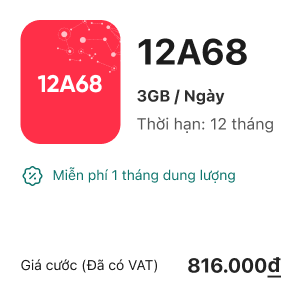 12A68
12A68
3GB / Ngày
Thời hạn: 12 tháng
Miễn phí 1 tháng dung lượng
Giá cước (Đã có VAT)
816.000đ